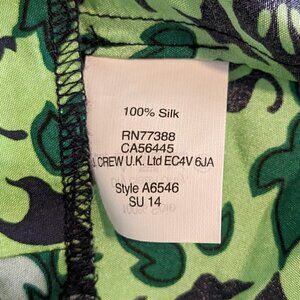 100% Silk
RN77388
CA56445
J. CREW U.K. Ltd EC4V 6JA
Style A6546
SU 14